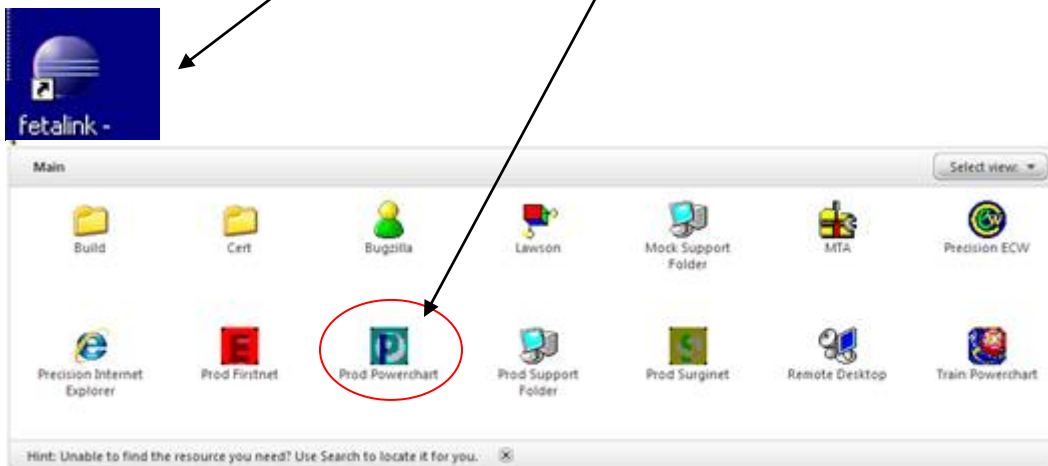 fetalink -
Main
Select view:
Build
Cert
Bugzilla
Lawson
Mock Support
Folder
MTA
Precision ECW
Precision Internet
Explorer
Prod Firstnet
Prod Powerchart
Prod Support
Folder
Prod Surginet
Remote Desktop
Train Powerchart
Hint: Unable to find the resource you need? Use Search to locate it for you.